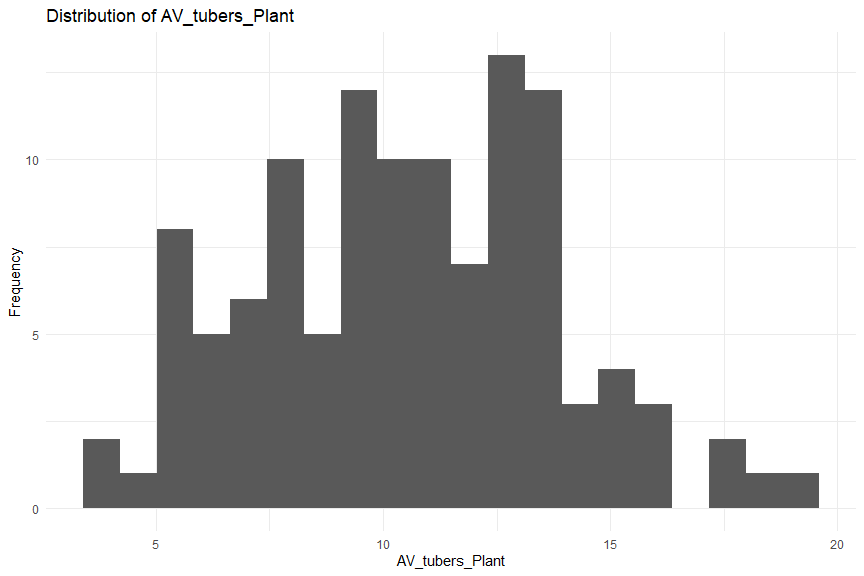 Distribution of AV_tubers_Plant
10
5
0
Frequency
5 10 15 20
AV_tubers_Plant